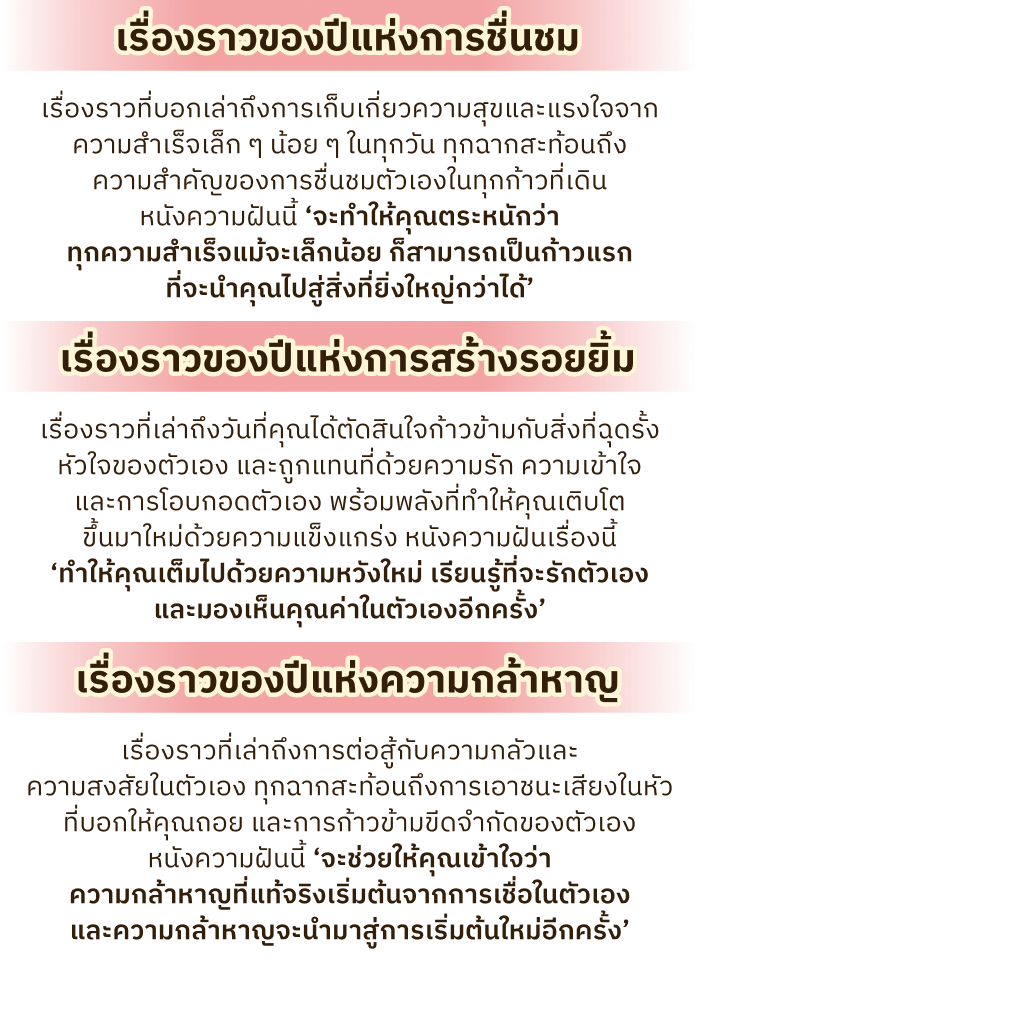 เรื่องราวของปีแห่งการชื่นชม
เรื่องราวที่บอกเล่าถึงการเก็บเกี่ยวความสุขและแรงใจจาก
ความสำเร็จเล็ก ๆ น้อย ๆ ในทุกวัน ทุกฉากสะท้อนถึง
ความสำคัญของการชื่นชมตัวเองในทุกก้าวที่เดิน
หนังความฝันนี้ ‘จะทำให้คุณตระหนักว่า
ทุกความสำเร็จแม้จะเล็กน้อย ก็สามารถเป็นก้าวแรก
ที่จะนำคุณไปสู่สิ่งที่ยิ่งใหญ่กว่าได้’
เรื่องราวของปีแห่งการสร้างรอยยิ้ม
เรื่องราวที่เล่าถึงวันที่คุณได้ตัดสินใจก้าวข้ามกับสิ่งที่ฉุดรั้ง
หัวใจของตัวเอง และถูกแทนที่ด้วยความรัก ความเข้าใจ
และการโอบกอดตัวเอง พร้อมพลังที่ทำให้คุณเติบโต
ขึ้นมาใหม่ด้วยความแข็งแกร่ง หนังความฝันเรื่องนี้
‘ทำให้คุณเต็มไปด้วยความหวังใหม่ เรียนรู้ที่จะรักตัวเอง
และมองเห็นคุณค่าในตัวเองอีกครั้ง’
เรื่องราวของปีแห่งความกล้าหาญ
เรื่องราวที่เล่าถึงการต่อสู้กับความกลัวและ
ความสงสัยในตัวเอง ทุกฉากสะท้อนถึงการเอาชนะเสียงในหัว
ที่บอกให้คุณถอย และการก้าวข้ามขีดจำกัดของตัวเอง
หนังความฝันนี้ ‘จะช่วยให้คุณเข้าใจว่า
ความกล้าหาญที่แท้จริงเริ่มต้นจากการเชื่อในตัวเอง
และความกล้าหาญจะนำมาสู่การเริ่มต้นใหม่อีกครั้ง’